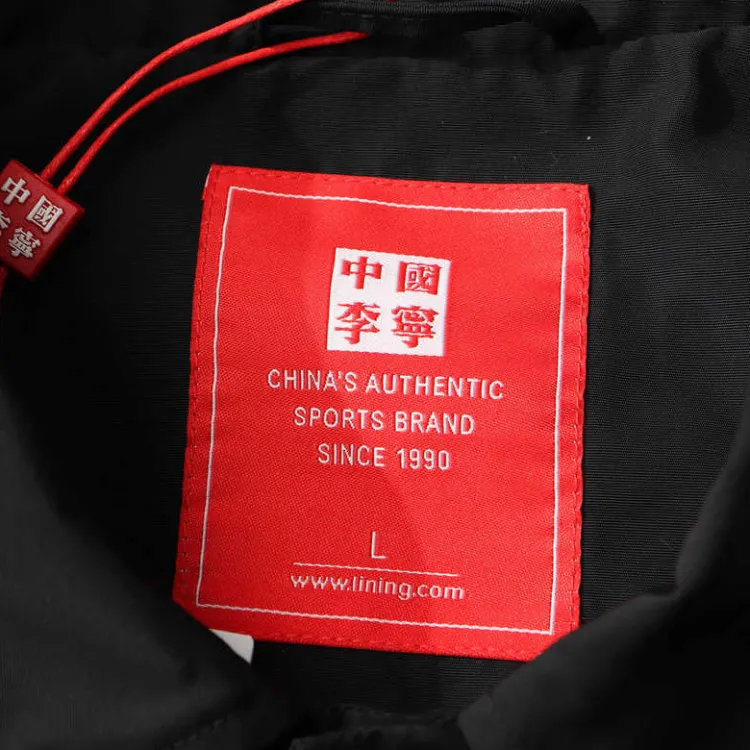 中國
李寧
中國
李寧
CHINA'S AUTHENTIC
SPORTS BRAND
SINCE 1990
L
www.lining.com